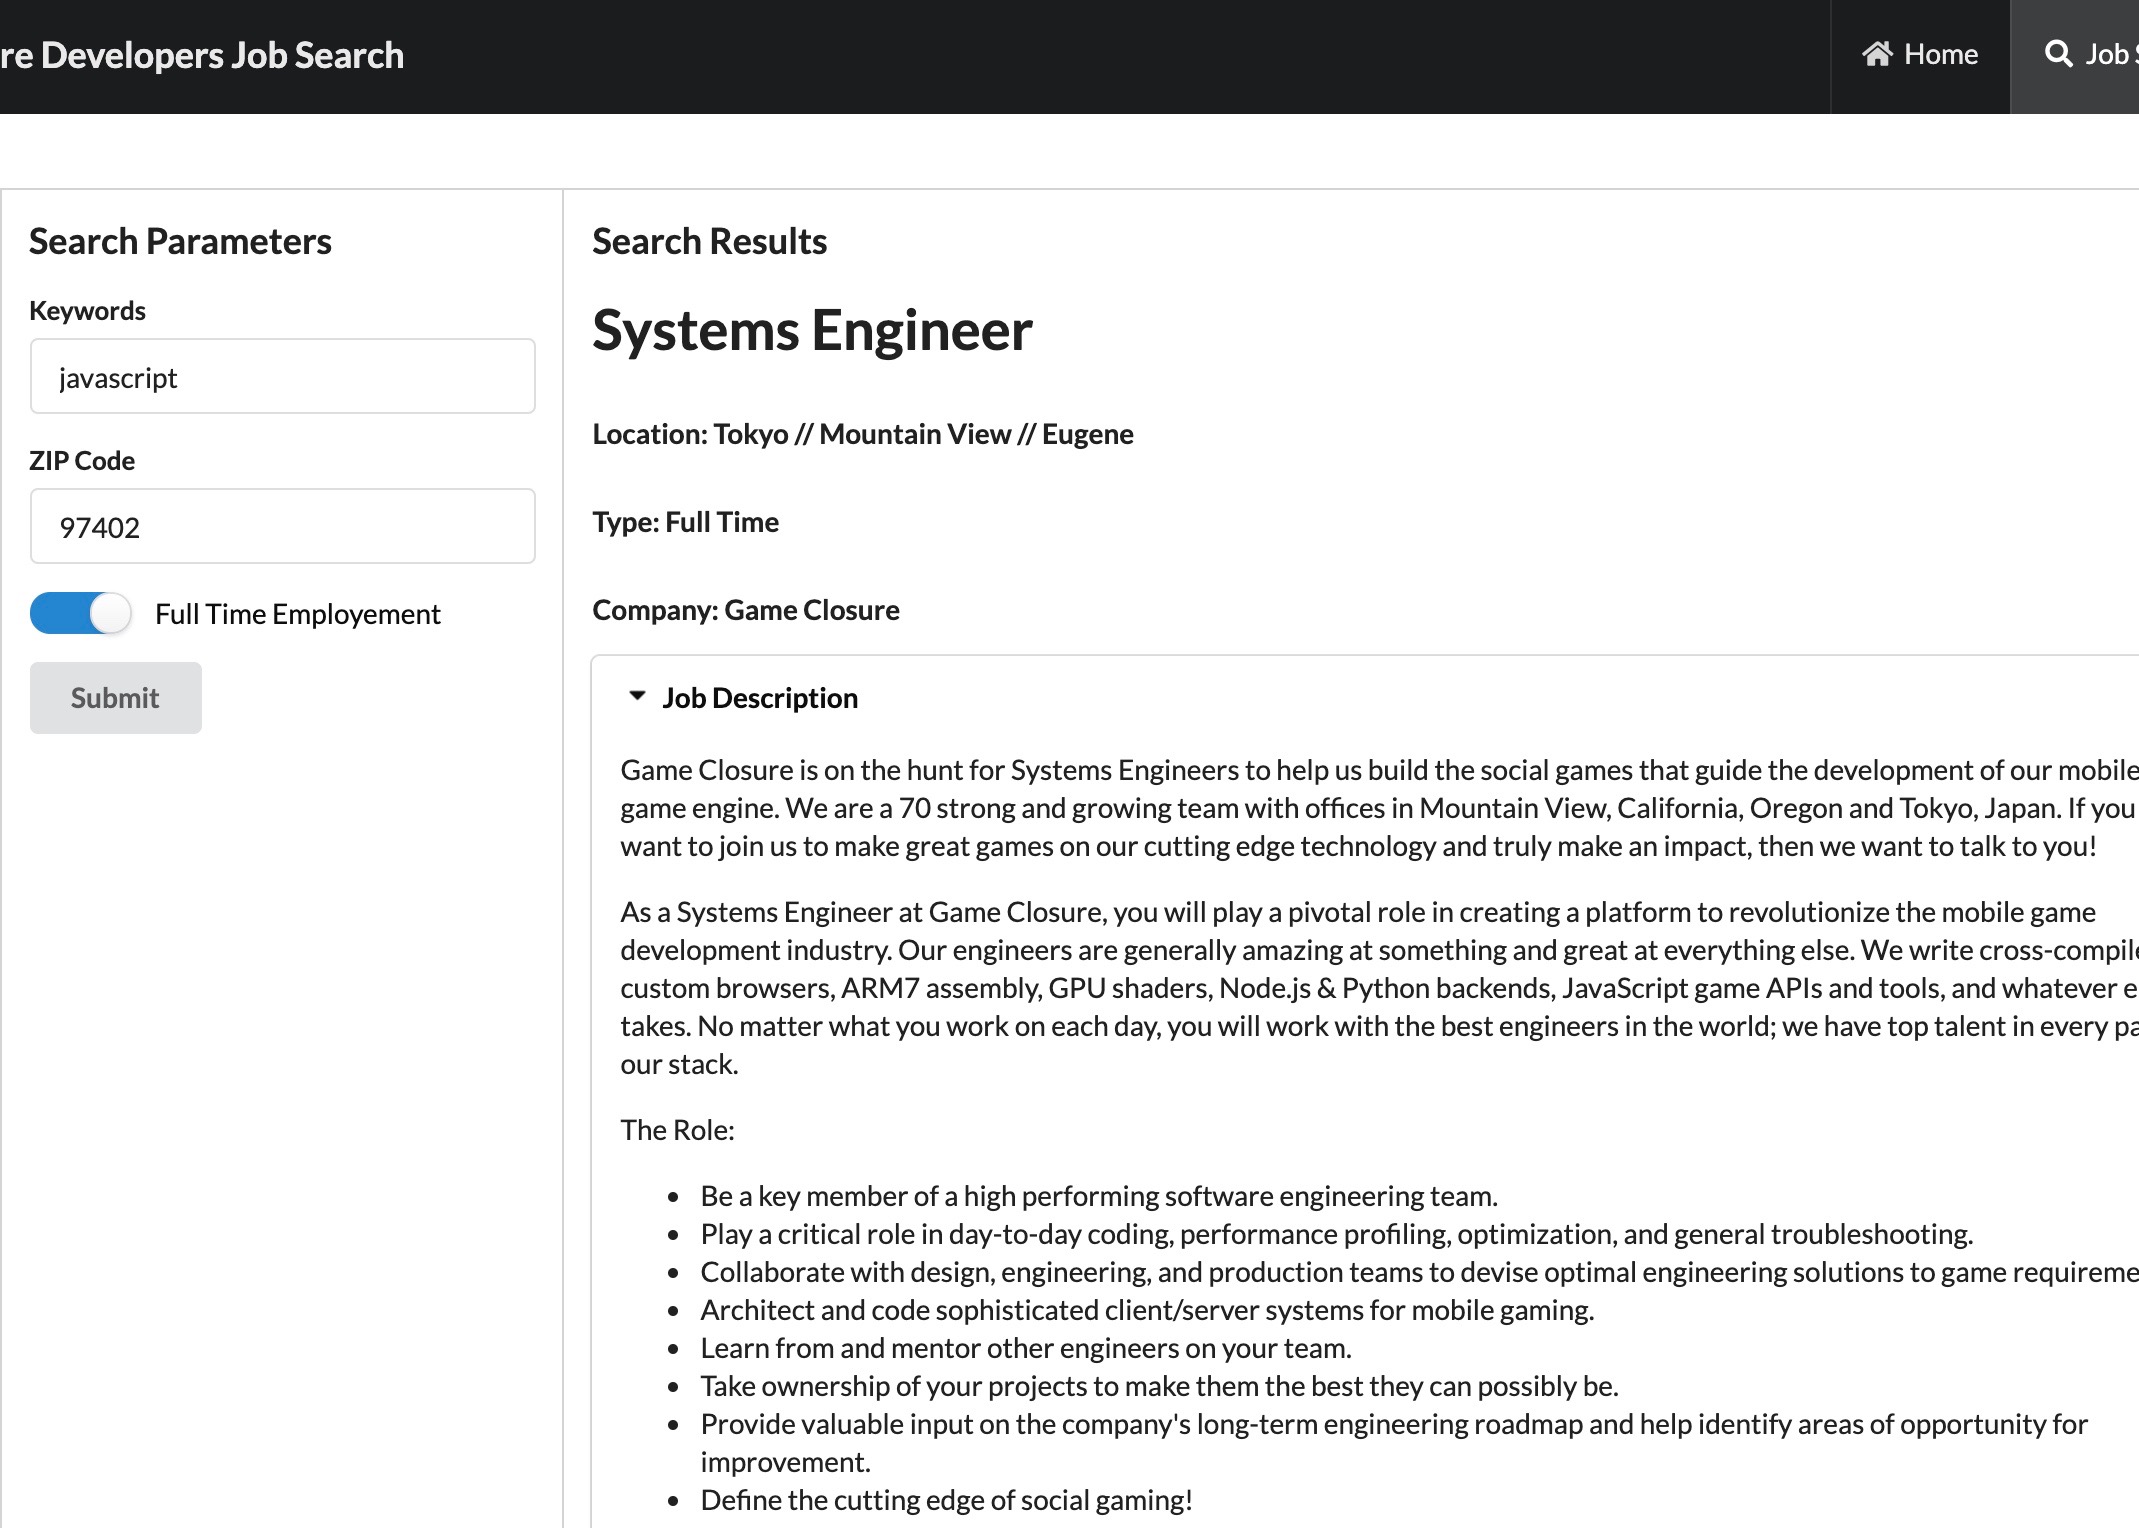 re Developers Job Search
Home
Job
Search Parameters
Keywords
javascript
ZIP Code
97402
Full Time Employement
Submit
Search Results
Systems Engineer
Location: Tokyo // Mountain View // Eugene
Type: Full Time
Company: Game Closure
Job Description
Game Closure is on the hunt for Systems Engineers to help us build the social games that guide the development of our mobile
game engine. We are a 70 strong and growing team with offices in Mountain View, California, Oregon and Tokyo, Japan. If you
want to join us to make great games on our cutting edge technology and truly make an impact, then we want to talk to you!
As a Systems Engineer at Game Closure, you will play a pivotal role in creating a platform to revolutionize the mobile game
development industry. Our engineers are generally amazing at something and great at everything else. We write cross-compile
custom browsers, ARM7 assembly, GPU shaders, Node.js & Python backends, JavaScript game APIs and tools, and whatever e
takes. No matter what you work on each day, you will work with the best engineers in the world; we have top talent in every pa
our stack.
The Role:
Be a key member of a high performing software engineering team.
Play a critical role in day-to-day coding, performance profiling, optimization, and general troubleshooting.
Collaborate with design, engineering, and production teams to devise optimal engineering solutions to game requireme
Architect and code sophisticated client/server systems for mobile gaming.
Learn from and mentor other engineers on your team.
Take ownership of your projects to make them the best they can possibly be.
Provide valuable input on the company's long-term engineering roadmap and help identify areas of opportunity for
improvement.
Define the cutting edge of social gaming!